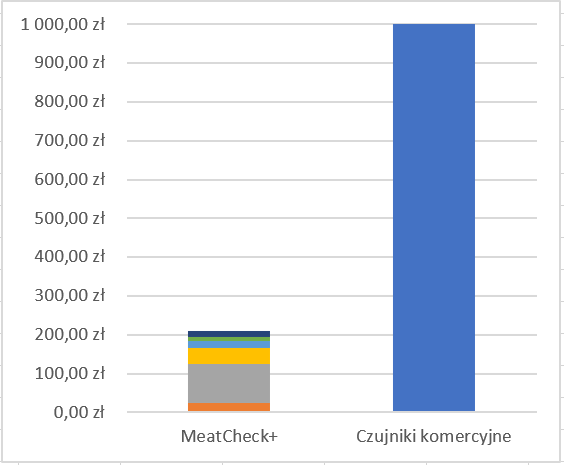 1 000,00 zł
900,00 zł
800,00 zł
700,00 zł
600,00 zł
500,00 zł
400,00 zł
300,00 zł
200,00 zł
100,00 zł
0,00 zł
MeatCheck+ Czujniki komercyjne